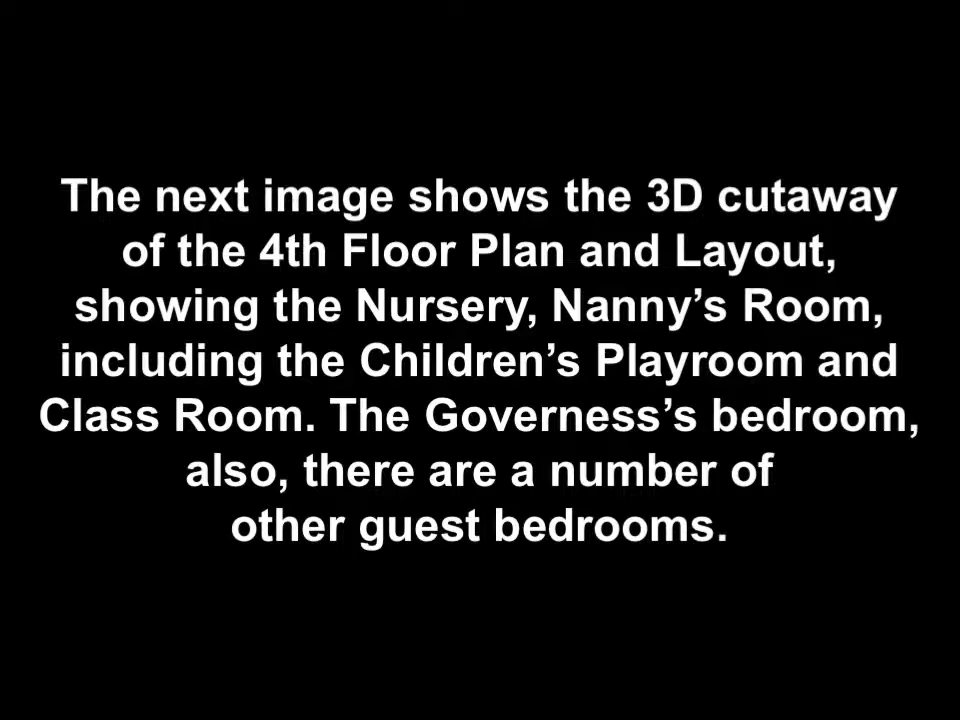 The next image shows the 3D cutaway
of the 4th Floor Plan and Layout,
showing the Nursery, Nanny’s Room,
including the Children’s Playroom and
Class Room. The Governess’s bedroom,
also, there are a number of
other guest bedrooms.